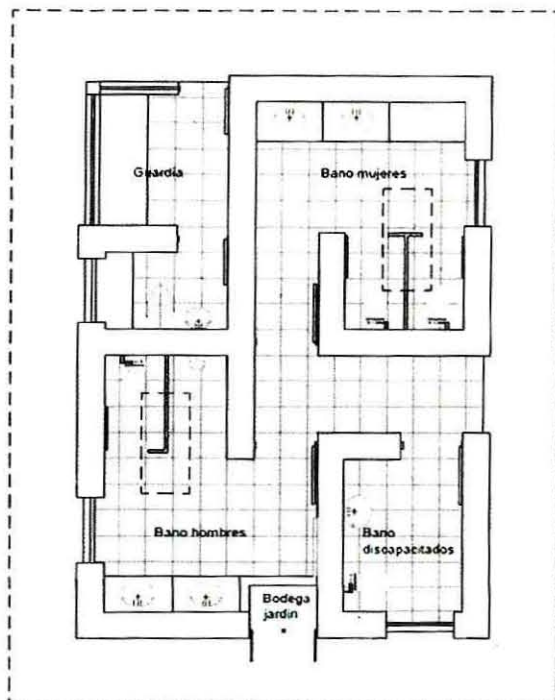 Guardia
Bano mujeres
Bano hombres
Bano
discapacitados
Bodega
jardin